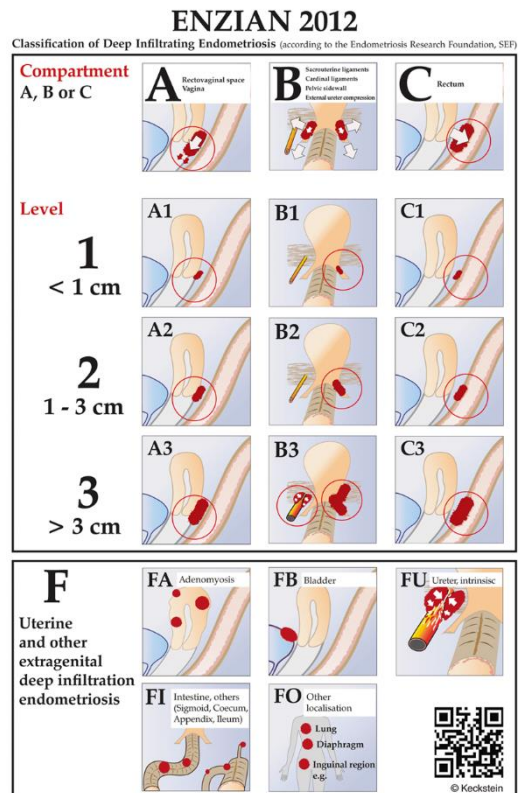 ENZIAN 2012
Classification of Deep Infiltrating Endometriosis (according to the Endometriosis Research Foundation, SEF)
Compartment
A, B or C
A
Rectovaginal space
Vagina
B
Sacrouterine ligaments
Cardinal ligaments
Pelvic sidewall
External ureter compression
C
Rectum
Level
1
< 1 cm
A1
B1
C1
2
1 - 3 cm
A2
B2
C2
3
> 3 cm
A3
B3
C3
F
Uterine
and other
extragenital
deep infiltration
endometriosis
FA Adenomyosis
FB Bladder
FU Ureter, intrinsisc
FI Intestine, others
(Sigmoid, Coecum,
Appendix, Ileum)
FO Other
localisation
Lung
Diaphragm
Inguinal region
e.g.
© Keckstein